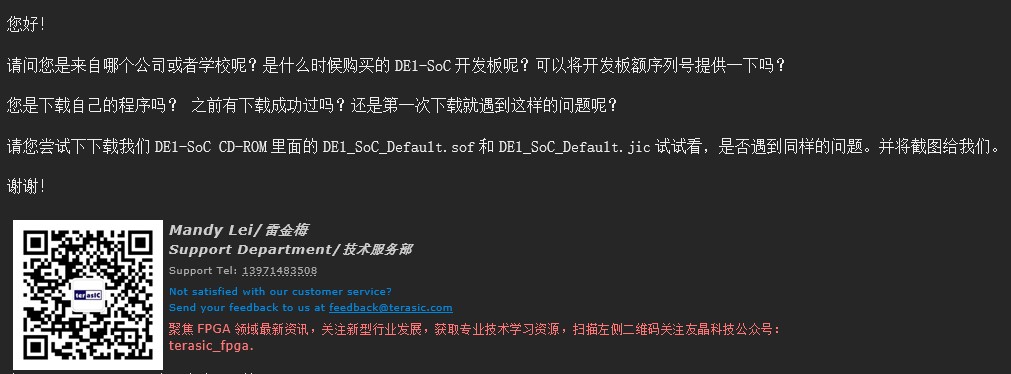 您好！
请问您是来自哪个公司或者学校呢？是什么时候购买的 DE1-SoC 开发板呢？可以将开发板额序列号提供一下吗？
您是下载自己的程序吗？ 之前有下载成功过吗？还是第一次下载就遇到这样的问题呢？
请您尝试下下载我们 DE1-SoC CD-ROM 里面的 DE1_SoC_Default.sof 和 DE1_SoC_Default.jic 试试看，是否遇到同样的问题。并将截图给我们。
谢谢！
terasic
Mandy Lei/雷金梅
Support Department/技术服务部
Support Tel: 13971483508
Not satisfied with our customer service?
Send your feedback to us at feedback@terasic.com
聚焦 FPGA 领域最新资讯，关注新型行业发展，获取专业技术学习资源，扫描左侧二维码关注友晶科技公众号：
terasic_fpga.